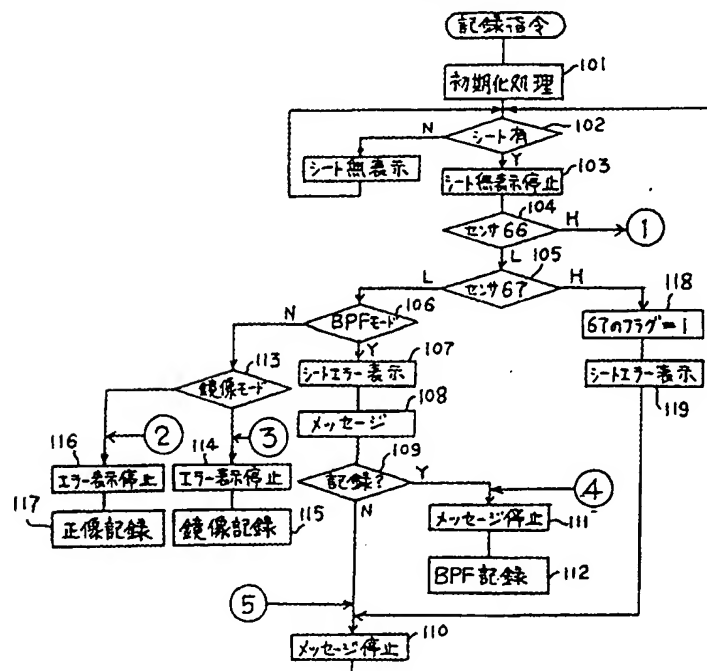 記録指令
初期化処理
101
シート有
102
N
Y
シート無表示
シート無表示停止
103
センサ66
104
H
①
L
センサ67
105
L
H
BPFモード
106
N
Y
67のフラグ=1
118
シートエラー表示
107
シートエラー表示
119
鏡像モード
113
メッセージ
108
②
③
記録?
109
Y
N
④
116
エラー表示停止
114
エラー表示停止
メッセージ停止
111
117
正像記録
鏡像記録
115
BPF記録
112
⑤
メッセージ停止
110